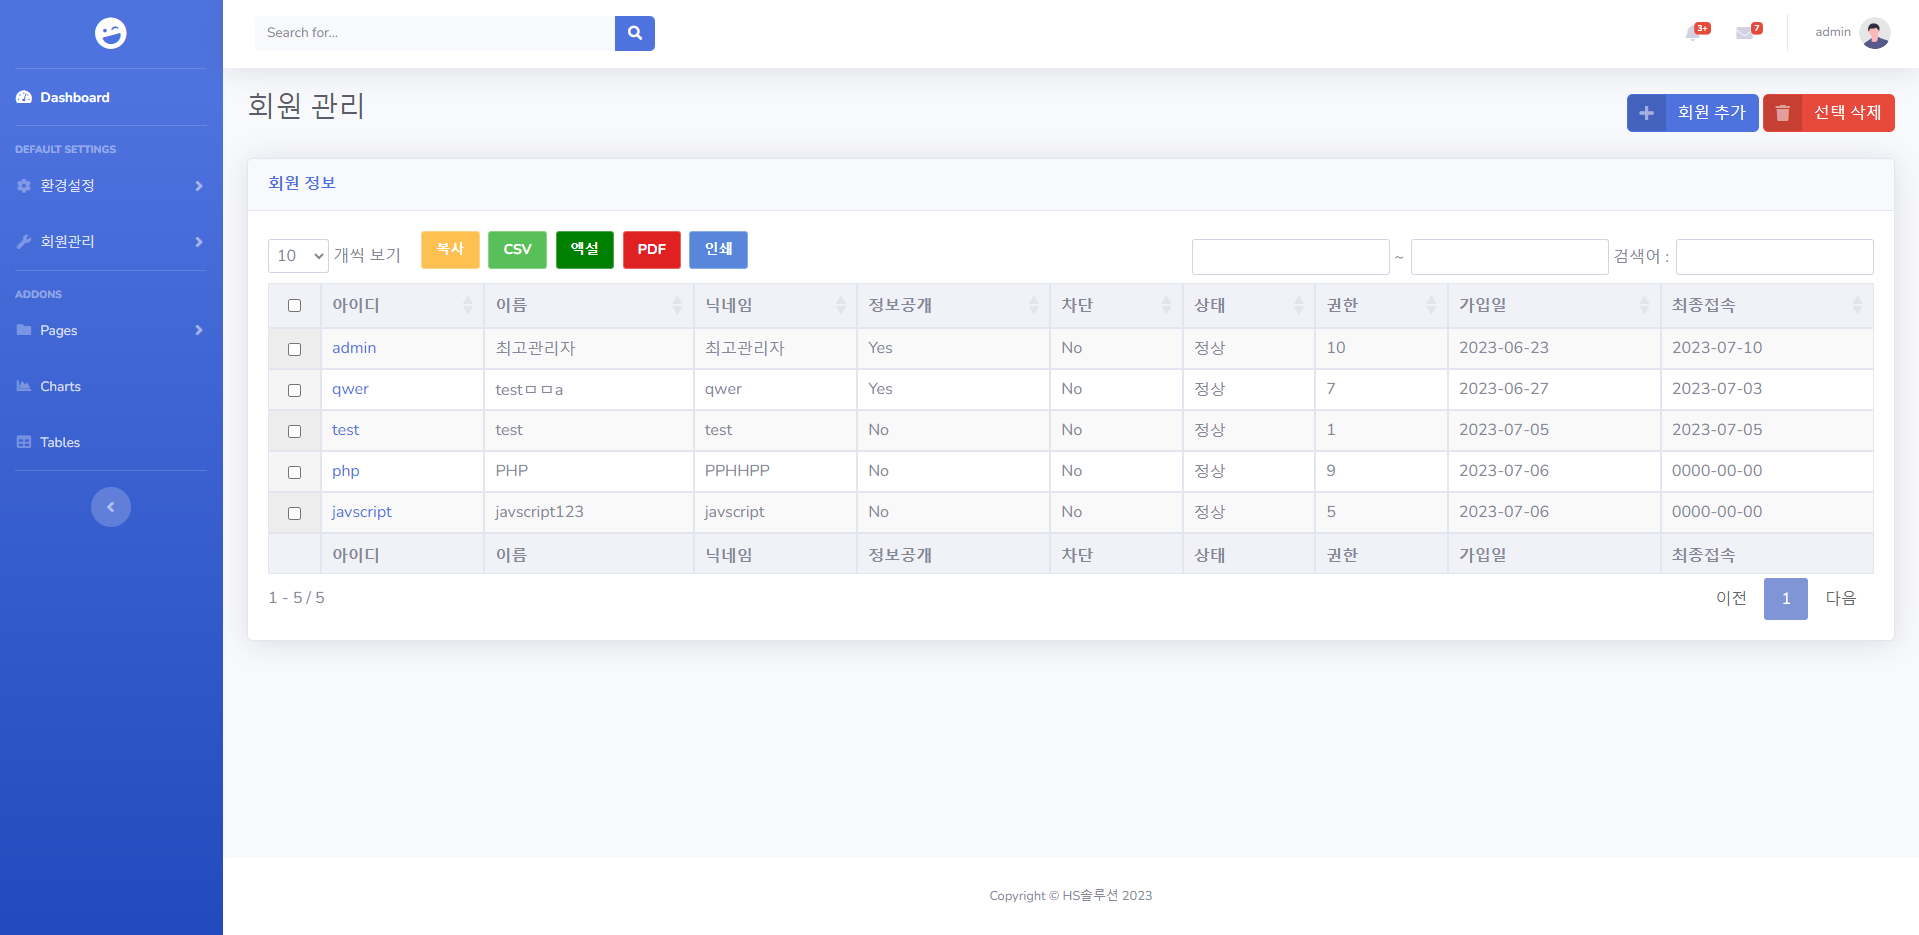 Search for...
3+
7
admin
Dashboard
DEFAULT SETTINGS
환경설정
회원관리
ADDONS
Pages
Charts
Tables
회원 관리
회원 추가
선택 삭제
회원 정보
10 개씩 보기 복사 CSV 엑셀 PDF 인쇄 ~ 검색어 :
아이디 이름 닉네임 정보공개 차단 상태 권한 가입일 최종접속
admin 최고관리자 최고관리자 Yes No 정상 10 2023-06-23 2023-07-10
qwer testㅁㅁa qwer Yes No 정상 7 2023-06-27 2023-07-03
test test test No No 정상 1 2023-07-05 2023-07-05
php PHP PPHHPP No No 정상 9 2023-07-06 0000-00-00
javscript javscript123 javscript No No 정상 5 2023-07-06 0000-00-00
아이디 이름 닉네임 정보공개 차단 상태 권한 가입일 최종접속
1 - 5 / 5
이전 1 다음
Copyright © HS솔루션 2023